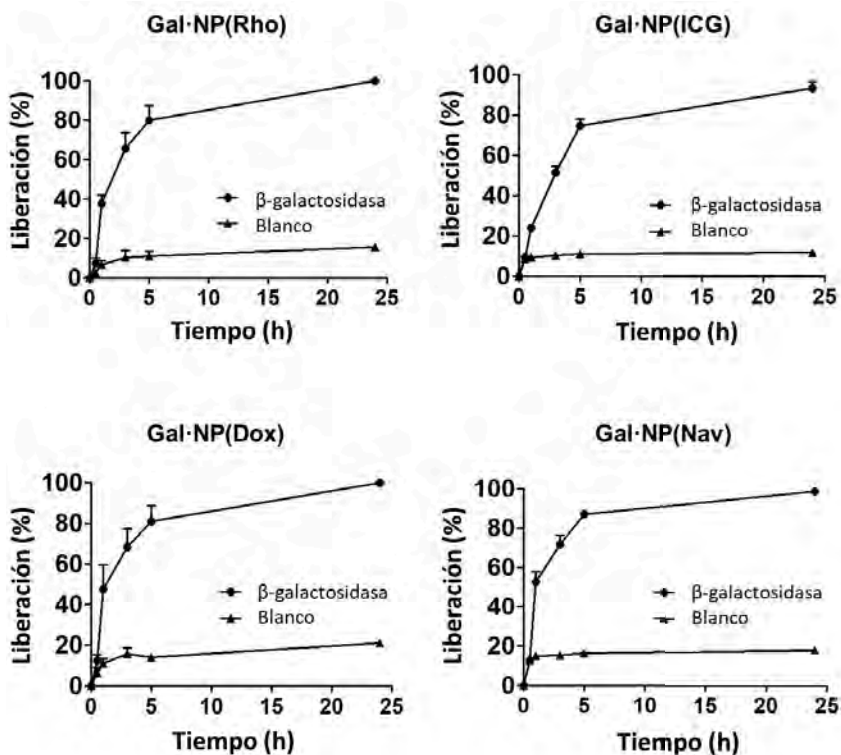 Gal·NP(Rho)
Liberación (%)
100
80
60
40
20
0
β-galactosidasa
Blanco
0 5 10 15 20 25
Tiempo (h)
Gal·NP(ICG)
Liberación (%)
100
80
60
40
20
0
β-galactosidasa
Blanco
0 5 10 15 20 25
Tiempo (h)
Gal·NP(Dox)
Liberación (%)
100
80
60
40
20
0
β-galactosidasa
Blanco
0 5 10 15 20 25
Tiempo (h)
Gal·NP(Nav)
Liberación (%)
100
80
60
40
20
0
β-galactosidasa
Blanco
0 5 10 15 20 25
Tiempo (h)